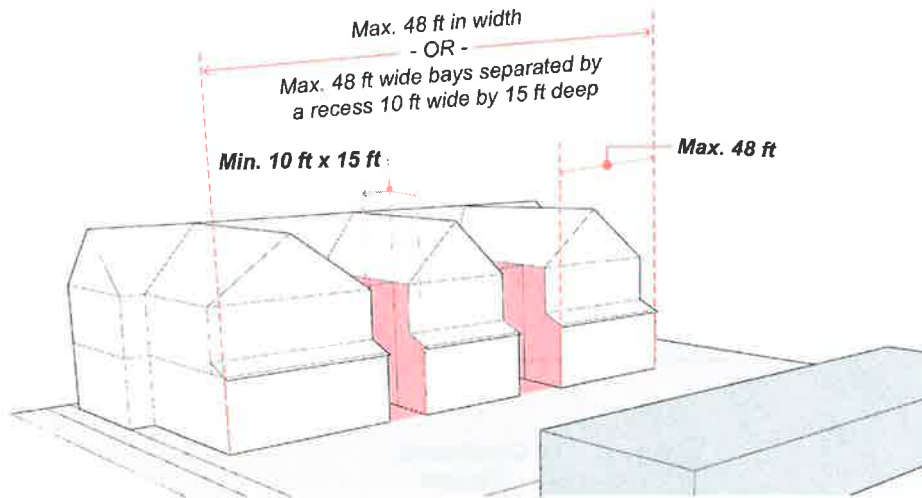 Max. 48 ft in width
- OR -
Max. 48 ft wide bays separated by
a recess 10 ft wide by 15 ft deep
Min. 10 ft x 15 ft
Max. 48 ft